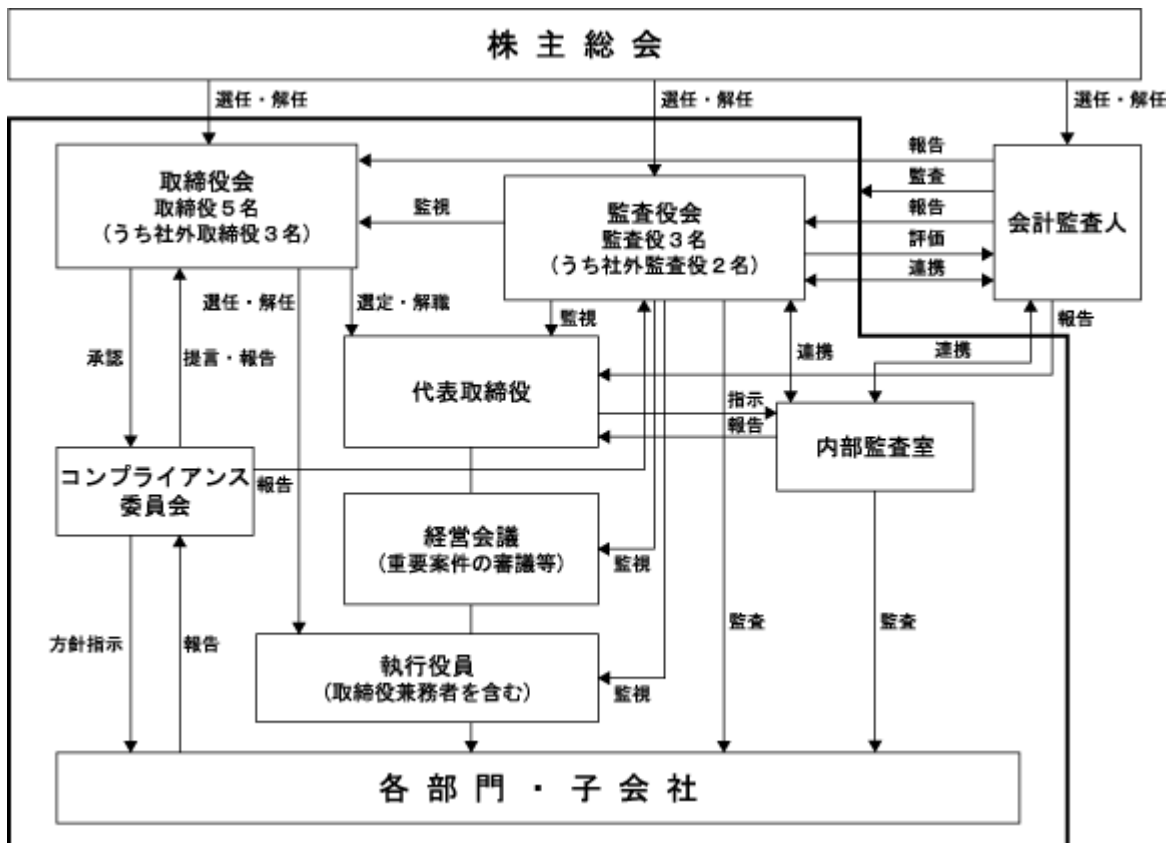 株主総会
選任・解任
選任・解任
選任・解任
取締役会
取締役5名
(うち社外取締役3名)
監視
監査役会
監査役3名
(うち社外監査役2名)
報告
監査
報告
評価
連携
会計監査人
選任・解任
選定・解職
監視
報告
承認
提言・報告
連携
連携
代表取締役
指示
報告
内部監査室
コンプライアンス
委員会
報告
経営会議
(重要案件の審議等)
監視
方針指示
報告
監査
監査
執行役員
(取締役兼務者を含む)
監視
各部門・子会社